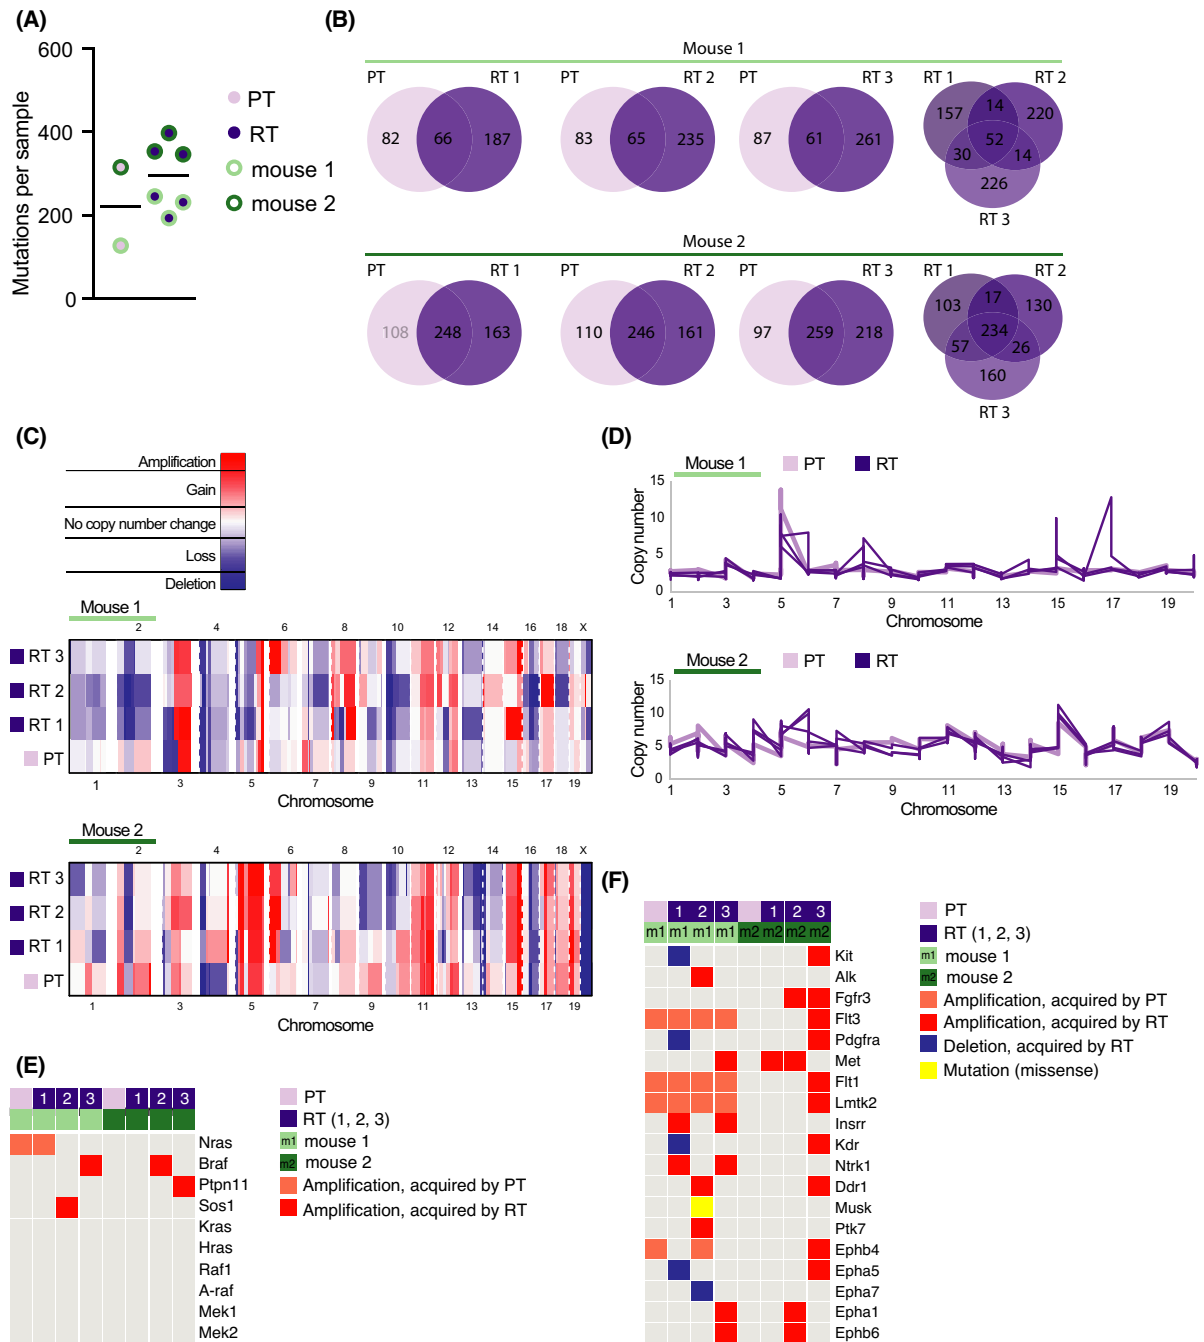 (A)
600
400
200
0
Mutations per sample
PT
RT
mouse 1
mouse 2
(B)
Mouse 1
PT RT 1 PT RT 2 PT RT 3 RT 1 RT 2
82 66 187 83 65 235 87 61 261 157 14 220
52
30 14
226
RT 3
Mouse 2
PT RT 1 PT RT 2 PT RT 3 RT 1 RT 2
108 248 163 110 246 161 97 259 218 103 17 130
234
57 26
160
RT 3
(C)
Amplification
Gain
No copy number change
Loss
Deletion
Mouse 1
2 4 6 8 10 12 14 16 18 X
RT 3
RT 2
RT 1
PT
1 3 5 7 9 11 13 15 17 19
Chromosome
Mouse 2
2 4 6 8 10 12 14 16 18 X
RT 3
RT 2
RT 1
PT
1 3 5 7 9 11 13 15 17 19
Chromosome
(D)
Mouse 1 PT RT
15
10
5
0
Copy number
1 3 5 7 9 11 13 15 17 19
Chromosome
Mouse 2 PT RT
15
10
5
0
Copy number
1 3 5 7 9 11 13 15 17 19
Chromosome
(E)
1 2 3 1 2 3
Nras
Braf
Ptpn11
Sos1
Kras
Hras
Raf1
A-raf
Mek1
Mek2
PT
RT (1, 2, 3)
m1 mouse 1
m2 mouse 2
Amplification, acquired by PT
Amplification, acquired by RT
(F)
1 2 3 1 2 3
m1 m1 m1 m1 m2 m2 m2 m2
Kit
Alk
Fgfr3
Flt3
Pdgfra
Met
Flt1
Lmtk2
Insrr
Kdr
Ntrk1
Ddr1
Musk
Ptk7
Ephb4
Epha5
Epha7
Epha1
Ephb6
PT
RT (1, 2, 3)
m1 mouse 1
m2 mouse 2
Amplification, acquired by PT
Amplification, acquired by RT
Deletion, acquired by RT
Mutation (missense)